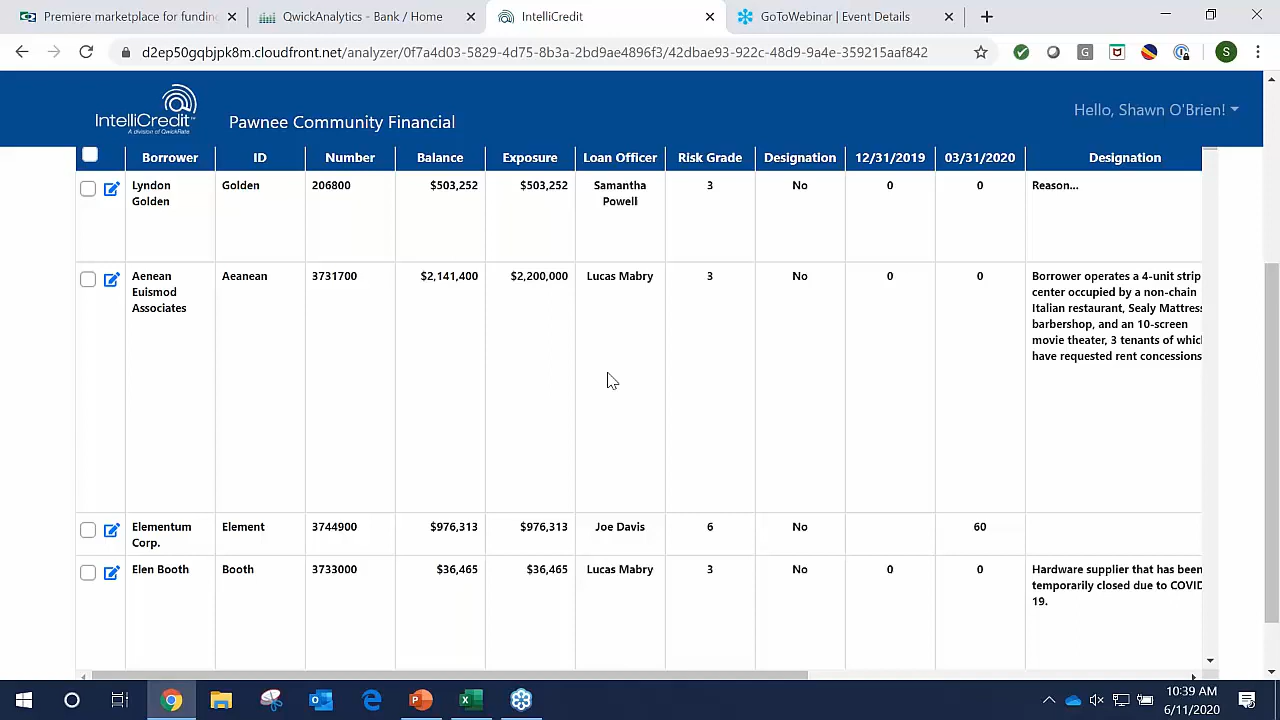 Premiere marketplace for fundin
QwickAnalytics - Bank / Home
IntelliCredit
GoToWebinar | Event Details
d2ep50gqbjpk8m.cloudfront.net/analyzer/0f7a4d03-5829-4d75-8b3a-2bd9ae4896f3/42dbae93-922c-48d9-9a4e-359215aaf842
G
S
IntelliCredit
A division of QwickRate
Pawnee Community Financial
Hello, Shawn O'Brien!
Borrower ID Number Balance Exposure Loan Officer Risk Grade Designation 12/31/2019 03/31/2020 Designation
Lyndon Golden 206800 $503,252 $503,252 Samantha 3 No 0 0 Reason...
Golden Powell
Aenean Aeanean 3731700 $2,141,400 $2,200,000 Lucas Mabry 3 No 0 0 Borrower operates a 4-unit strip
Euismod center occupied by a non-chain
Associates Italian restaurant, Sealy Mattress
barbershop, and an 10-screen
movie theater, 3 tenants of whic
have requested rent concessions
Elementum Element 3744900 $976,313 $976,313 Joe Davis 6 No 60
Corp.
Elen Booth Booth 3733000 $36,465 $36,465 Lucas Mabry 3 No 0 0 Hardware supplier that has been
temporarily closed due to COVID
19.
10:39 AM
6/11/2020